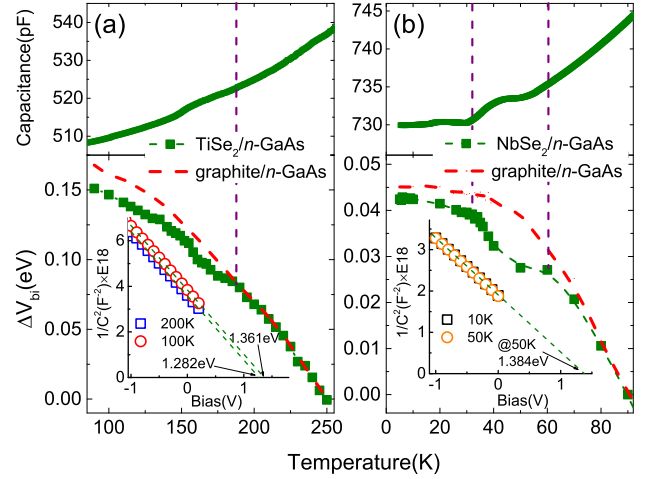 (a)
(b)
Capacitance(pF)
540
530
520
510
745
740
735
730
TiSe2/n-GaAs
graphite/n-GaAs
NbSe2/n-GaAs
graphite/n-GaAs
ΔVbi(eV)
0.15
0.10
0.05
0.00
0.05
0.04
0.03
0.02
0.01
0.00
1/C²(F⁻²)×E18
6
4
2
0
200K
100K
1.361eV
1.282eV
-1 0 1
Bias(V)
1/C²(F⁻²)×E18
4
3
1
0
10K
50K
@50K
1.384eV
-1 0 1
Bias(V)
100 150 200 250
0 20 40 60 80
Temperature(K)